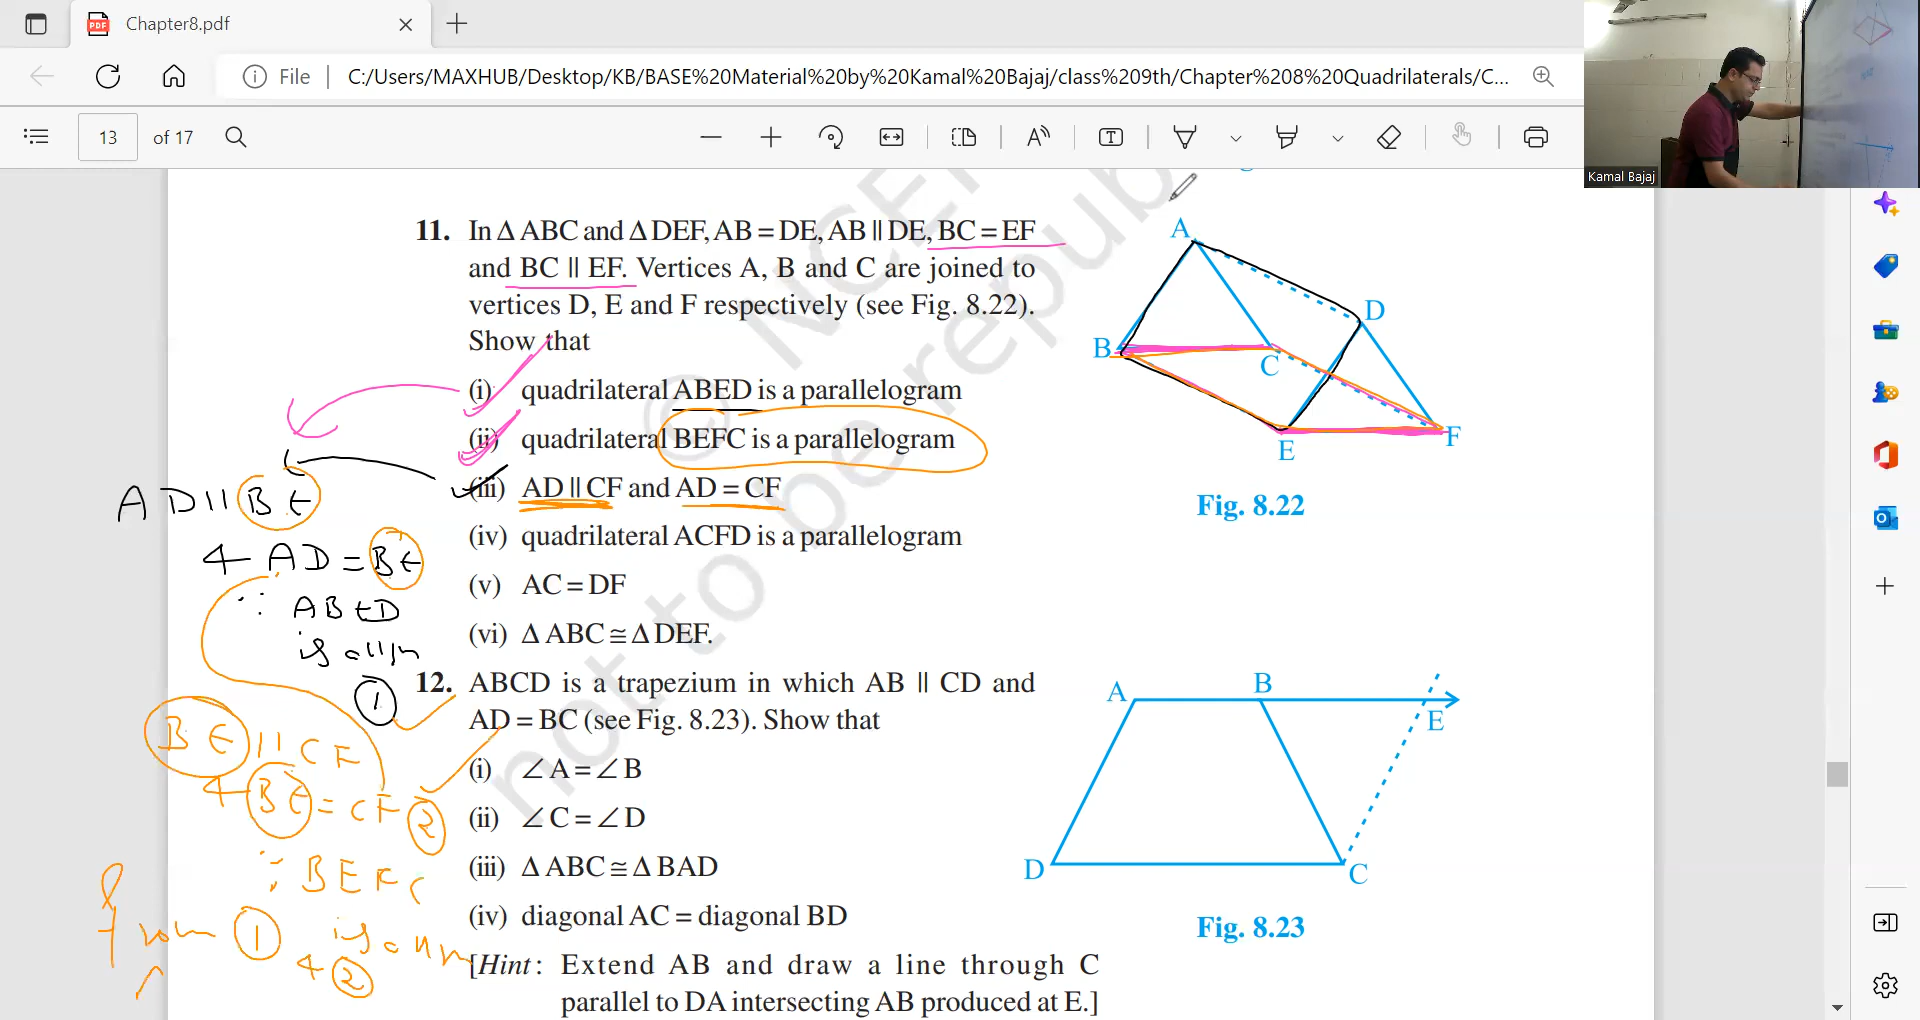 Chapter8.pdf
File
C:/Users/MAXHUB/Desktop/KB/BASE%20Material%20by%20Kamal%20Bajaj/class%209th/Chapter%208%20Quadrilaterals/C...
13 of 17
Kamal Bajaj
11. In Δ ABC and Δ DEF, AB = DE, AB || DE, BC = EF
and BC || EF. Vertices A, B and C are joined to
vertices D, E and F respectively (see Fig. 8.22).
Show that
(i) quadrilateral ABED is a parallelogram
(ii) quadrilateral BEFC is a parallelogram
(iii) AD || CF and AD = CF
(iv) quadrilateral ACFD is a parallelogram
(v) AC = DF
(vi) Δ ABC ≅ Δ DEF.
A
D
B
C
E
F
Fig. 8.22
AD || BE
4 AD = BE
∵ ABED
is a ||m
1
BE || CF
4 BE = CF 2
∵ BEFC
is a ||m
from 1
4 2
12. ABCD is a trapezium in which AB || CD and
AD = BC (see Fig. 8.23). Show that
(i) ∠A = ∠B
(ii) ∠C = ∠D
(iii) Δ ABC ≅ Δ BAD
(iv) diagonal AC = diagonal BD
[Hint : Extend AB and draw a line through C
parallel to DA intersecting AB produced at E.]
A
B
E
D
C
Fig. 8.23
not to be republ